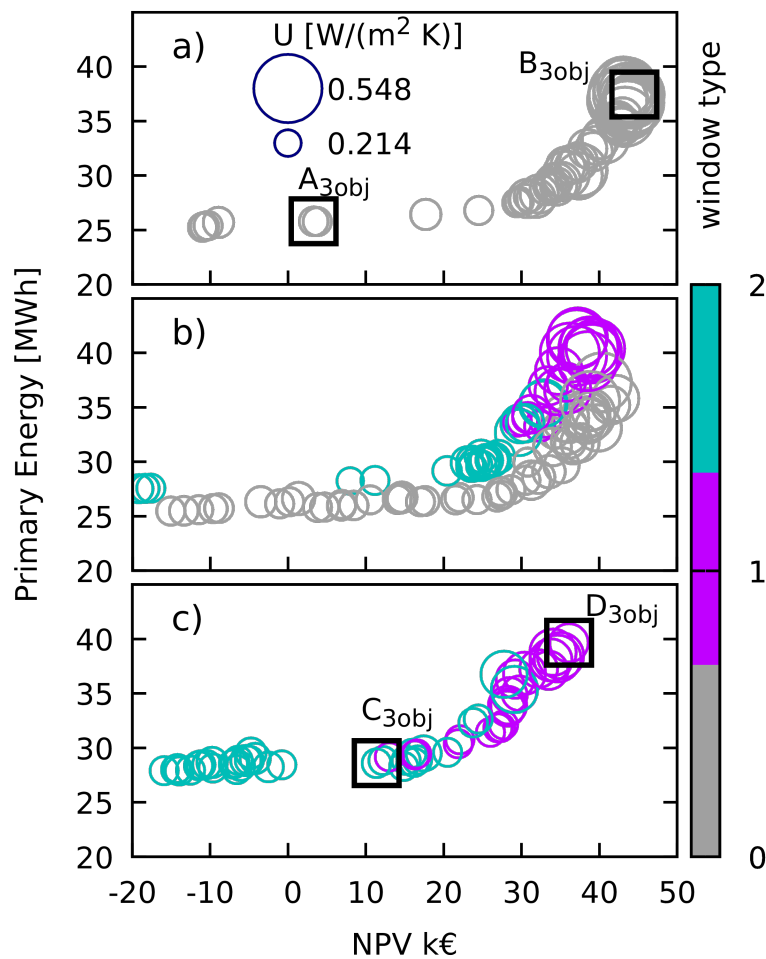 a)
U [W/(m² K)]
0.548
0.214
A3obj
B3obj
40
35
30
25
20
window type
b)
40
35
30
25
20
Primary Energy [MWh]
2
1
0
c)
C3obj
D3obj
40
35
30
25
20
-20 -10 0 10 20 30 40 50
NPV k€